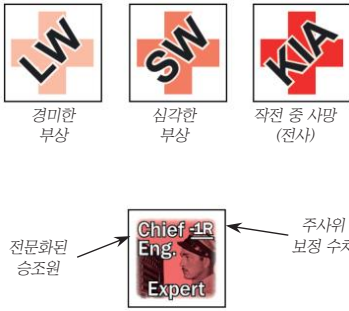 LW
SW
KIA
경미한
부상
심각한
부상
작전 중 사망
(전사)
전문화된
승조원
Chief -1R
Eng.
Expert
주사위
보정 수치